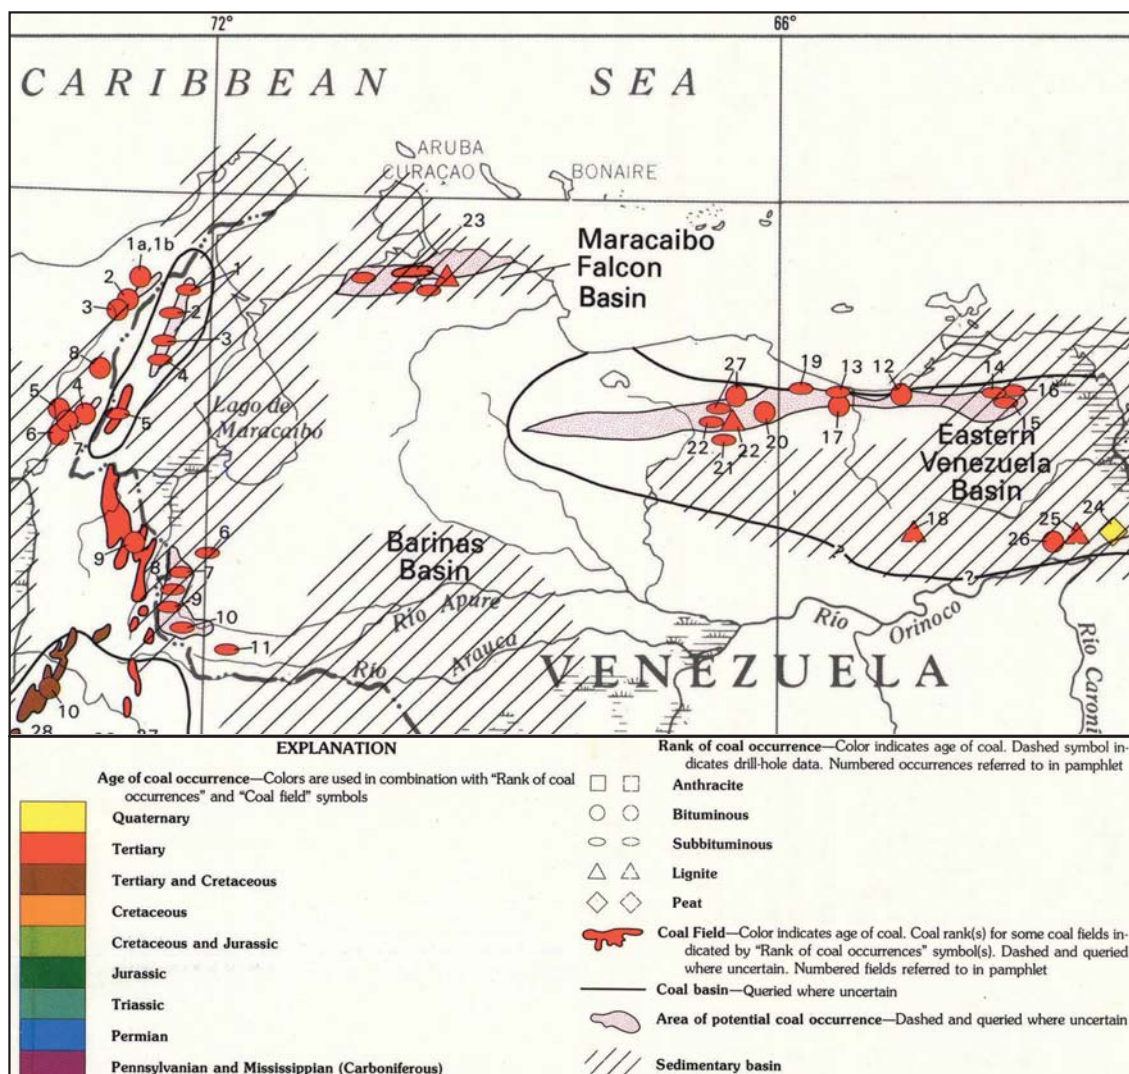 72°
66°
CARIBBEAN SEA
ARUBA
CURAÇAO
BONAIRE
23
Maracaibo
Falcon
Basin
1a,1b
2
3
1
2
3
4
8
5
4
6
7
5
Lago de
Maracaibó
27
19
13
12
14
16
15
17
20
22
22
21
Eastern
Venezuela
Basin
18
24
25
26
9
6
8
7
9
10
11
Barinas
Basin
Río Apure
Río Arauca
Río Orinoco
Río Caroní
VENEZUELA
?
?
10
28
27
EXPLANATION
Age of coal occurrence—Colors are used in combination with “Rank of coal
occurrences” and “Coal field” symbols
Quaternary
Tertiary
Tertiary and Cretaceous
Cretaceous
Cretaceous and Jurassic
Jurassic
Triassic
Permian
Pennsylvanian and Mississippian (Carboniferous)
Rank of coal occurrence—Color indicates age of coal. Dashed symbol in-
dicates drill-hole data. Numbered occurrences referred to in pamphlet
Anthracite
Bituminous
Subbituminous
Lignite
Peat
Coal Field—Color indicates age of coal. Coal rank(s) for some coal fields in-
dicated by “Rank of coal occurrences” symbol(s). Dashed and queried
where uncertain. Numbered fields referred to in pamphlet
Coal basin—Queried where uncertain
Area of potential coal occurrence—Dashed and queried where uncertain
Sedimentary basin